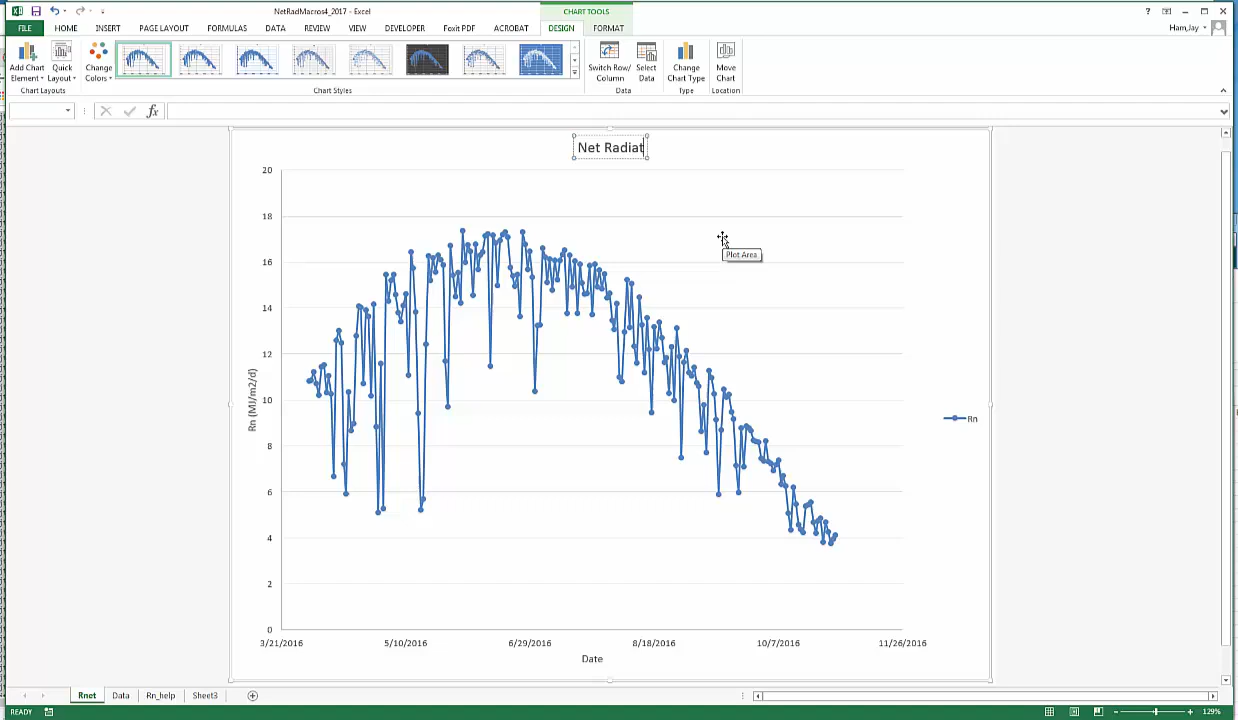 NetRadMacros4_2017 - Excel
CHART TOOLS
?
FILE HOME INSERT PAGE LAYOUT FORMULAS DATA REVIEW VIEW DEVELOPER Foxit PDF ACROBAT DESIGN FORMAT
Ham,Jay
Add Chart Element
Quick Layout
Change Colors
Switch Row/ Column
Select Data
Change Chart Type
Move Chart
Chart Layouts
Chart Styles
Data
Type
Location
fx
Net Radiat
20
18
16
14
12
10
8
6
4
2
0
Plot Area
Rn (MJ/m2/d)
Rn
3/21/2016 5/10/2016 6/29/2016 8/18/2016 10/7/2016 11/26/2016
Date
Rnet Data Rn_help Sheet3
READY
129%